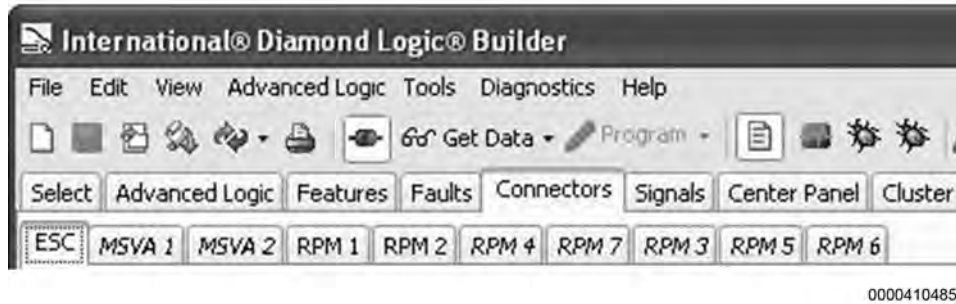 International® Diamond Logic® Builder
File Edit View Advanced Logic Tools Diagnostics Help
Get Data Program
Select Advanced Logic Features Faults Connectors Signals Center Panel Cluster
ESC MSVA 1 MSVA 2 RPM 1 RPM 2 RPM 4 RPM 7 RPM 3 RPM 5 RPM 6
0000410485